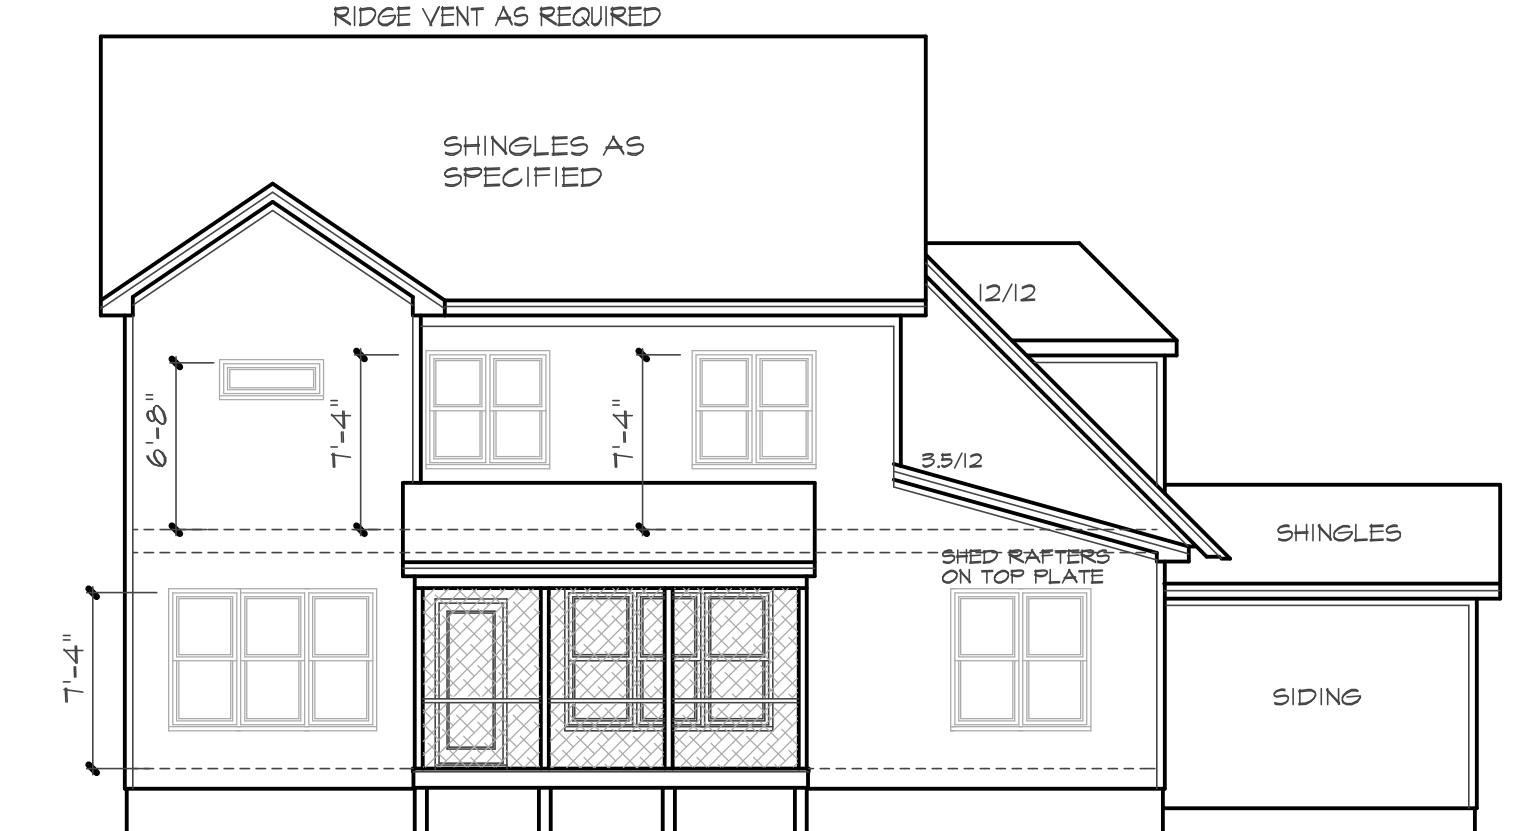 RIDGE VENT AS REQUIRED
SHINGLES AS
SPECIFIED
12/12
6'-8"
7'-4"
7'-4"
3.5/12
SHINGLES
SHED RAFTERS
ON TOP PLATE
7'-4"
SIDING